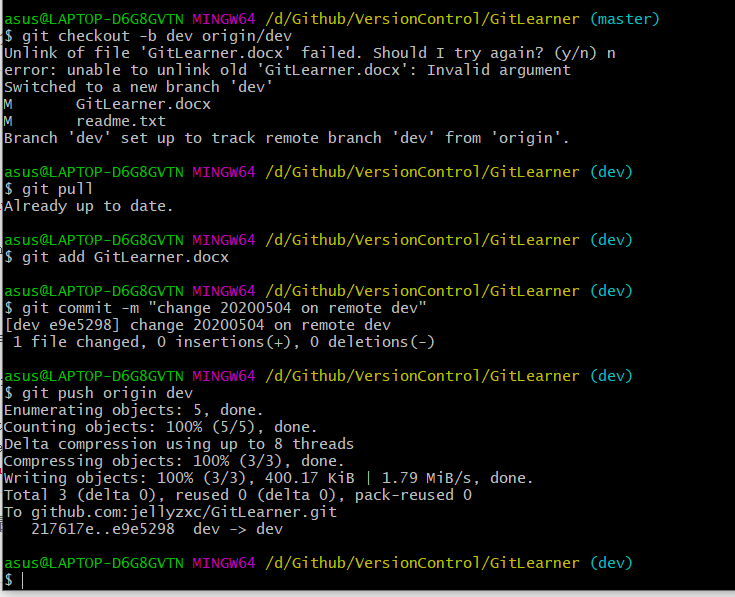 asus@LAPTOP-D6G8GVTN MINGW64 /d/Github/VersionControl/GitLearner (master)
$ git checkout -b dev origin/dev
Unlink of file 'GitLearner.docx' failed. Should I try again? (y/n) n
error: unable to unlink old 'GitLearner.docx': Invalid argument
Switched to a new branch 'dev'
M       GitLearner.docx
M       readme.txt
Branch 'dev' set up to track remote branch 'dev' from 'origin'.
asus@LAPTOP-D6G8GVTN MINGW64 /d/Github/VersionControl/GitLearner (dev)
$ git pull
Already up to date.
asus@LAPTOP-D6G8GVTN MINGW64 /d/Github/VersionControl/GitLearner (dev)
$ git add GitLearner.docx
asus@LAPTOP-D6G8GVTN MINGW64 /d/Github/VersionControl/GitLearner (dev)
$ git commit -m "change 20200504 on remote dev"
[dev e9e5298] change 20200504 on remote dev
 1 file changed, 0 insertions(+), 0 deletions(-)
asus@LAPTOP-D6G8GVTN MINGW64 /d/Github/VersionControl/GitLearner (dev)
$ git push origin dev
Enumerating objects: 5, done.
Counting objects: 100% (5/5), done.
Delta compression using up to 8 threads
Compressing objects: 100% (3/3), done.
Writing objects: 100% (3/3), 400.17 KiB | 1.79 MiB/s, done.
Total 3 (delta 0), reused 0 (delta 0), pack-reused 0
To github.com:jellyzxc/GitLearner.git
   217617e..e9e5298  dev -> dev
asus@LAPTOP-D6G8GVTN MINGW64 /d/Github/VersionControl/GitLearner (dev)
$